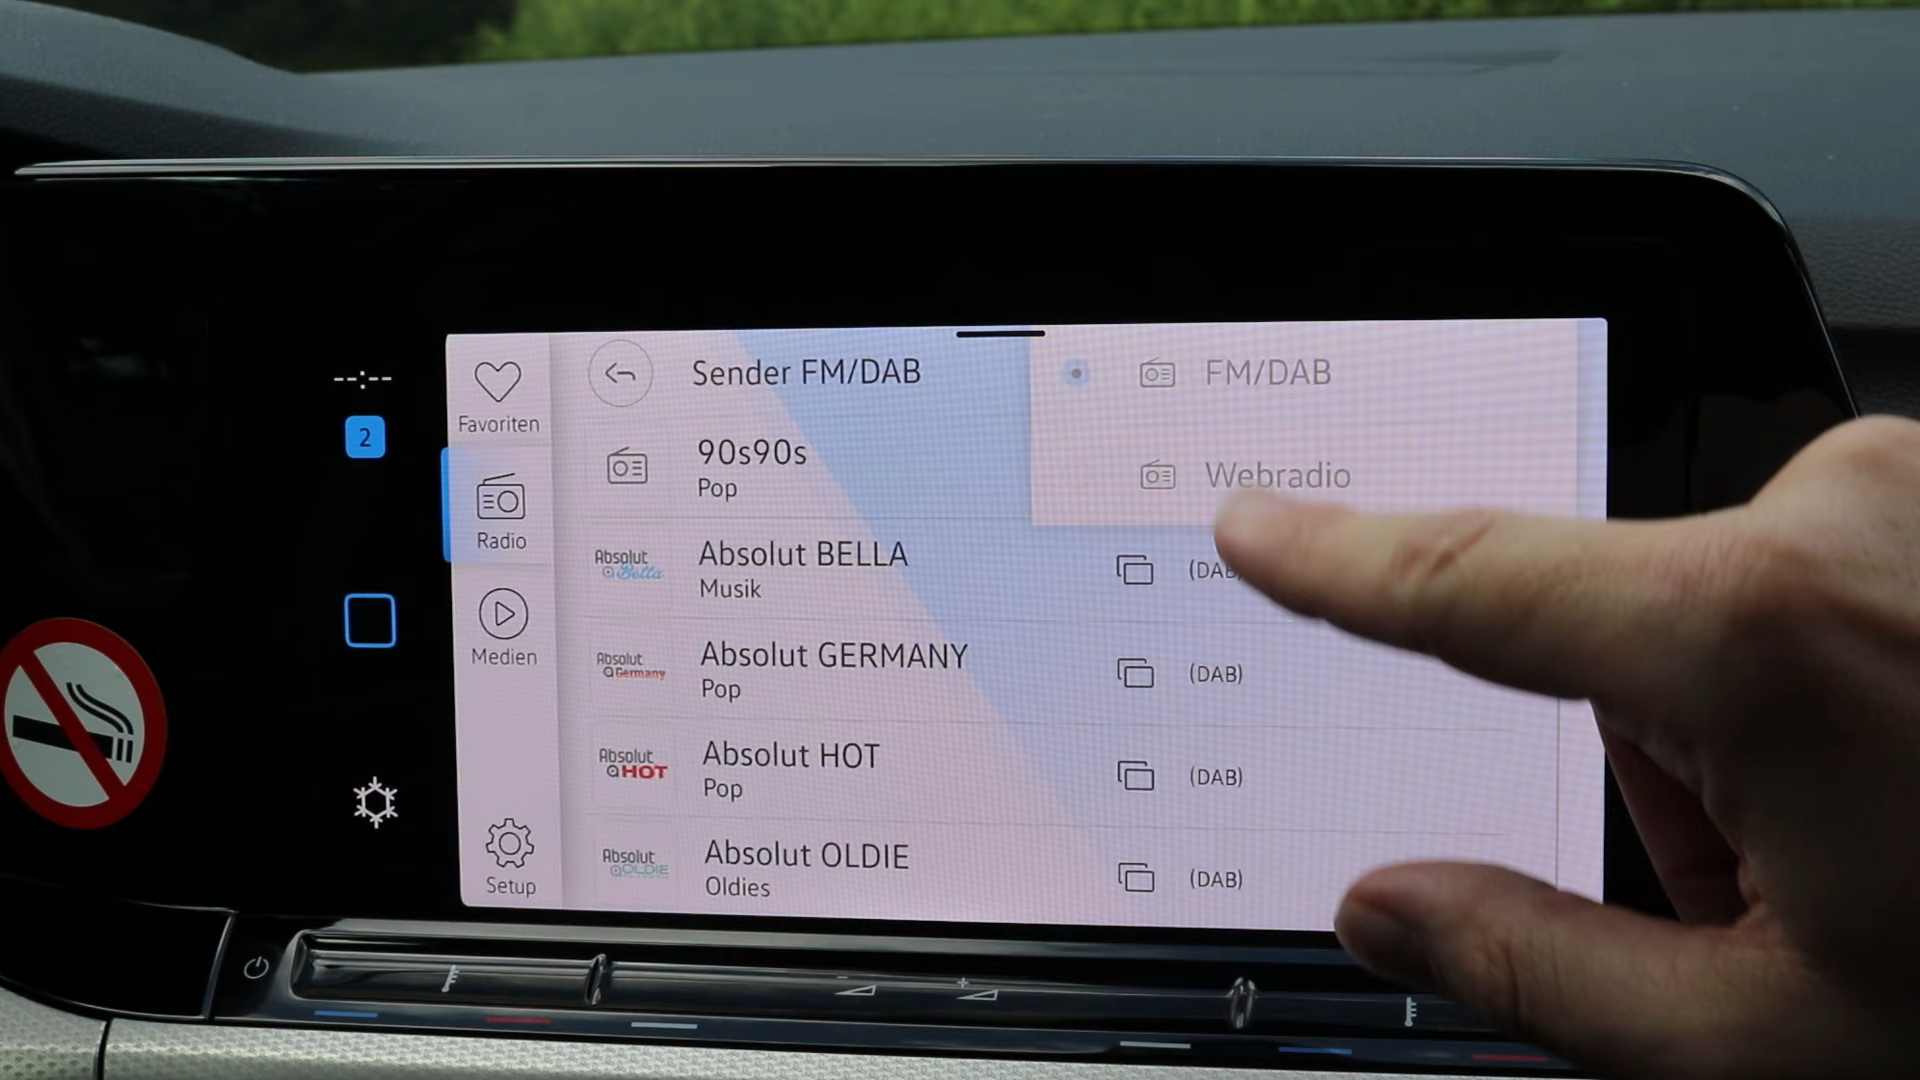 --:--
2
Favoriten
Radio
Medien
Setup
Sender FM/DAB
FM/DAB
Webradio
90s90s
Pop
Absolut
Bella
Absolut BELLA
Musik
(DAB)
Absolut
Germany
Absolut GERMANY
Pop
(DAB)
Absolut
HOT
Absolut HOT
Pop
(DAB)
Absolut
OLDIE
Absolut OLDIE
Oldies
(DAB)